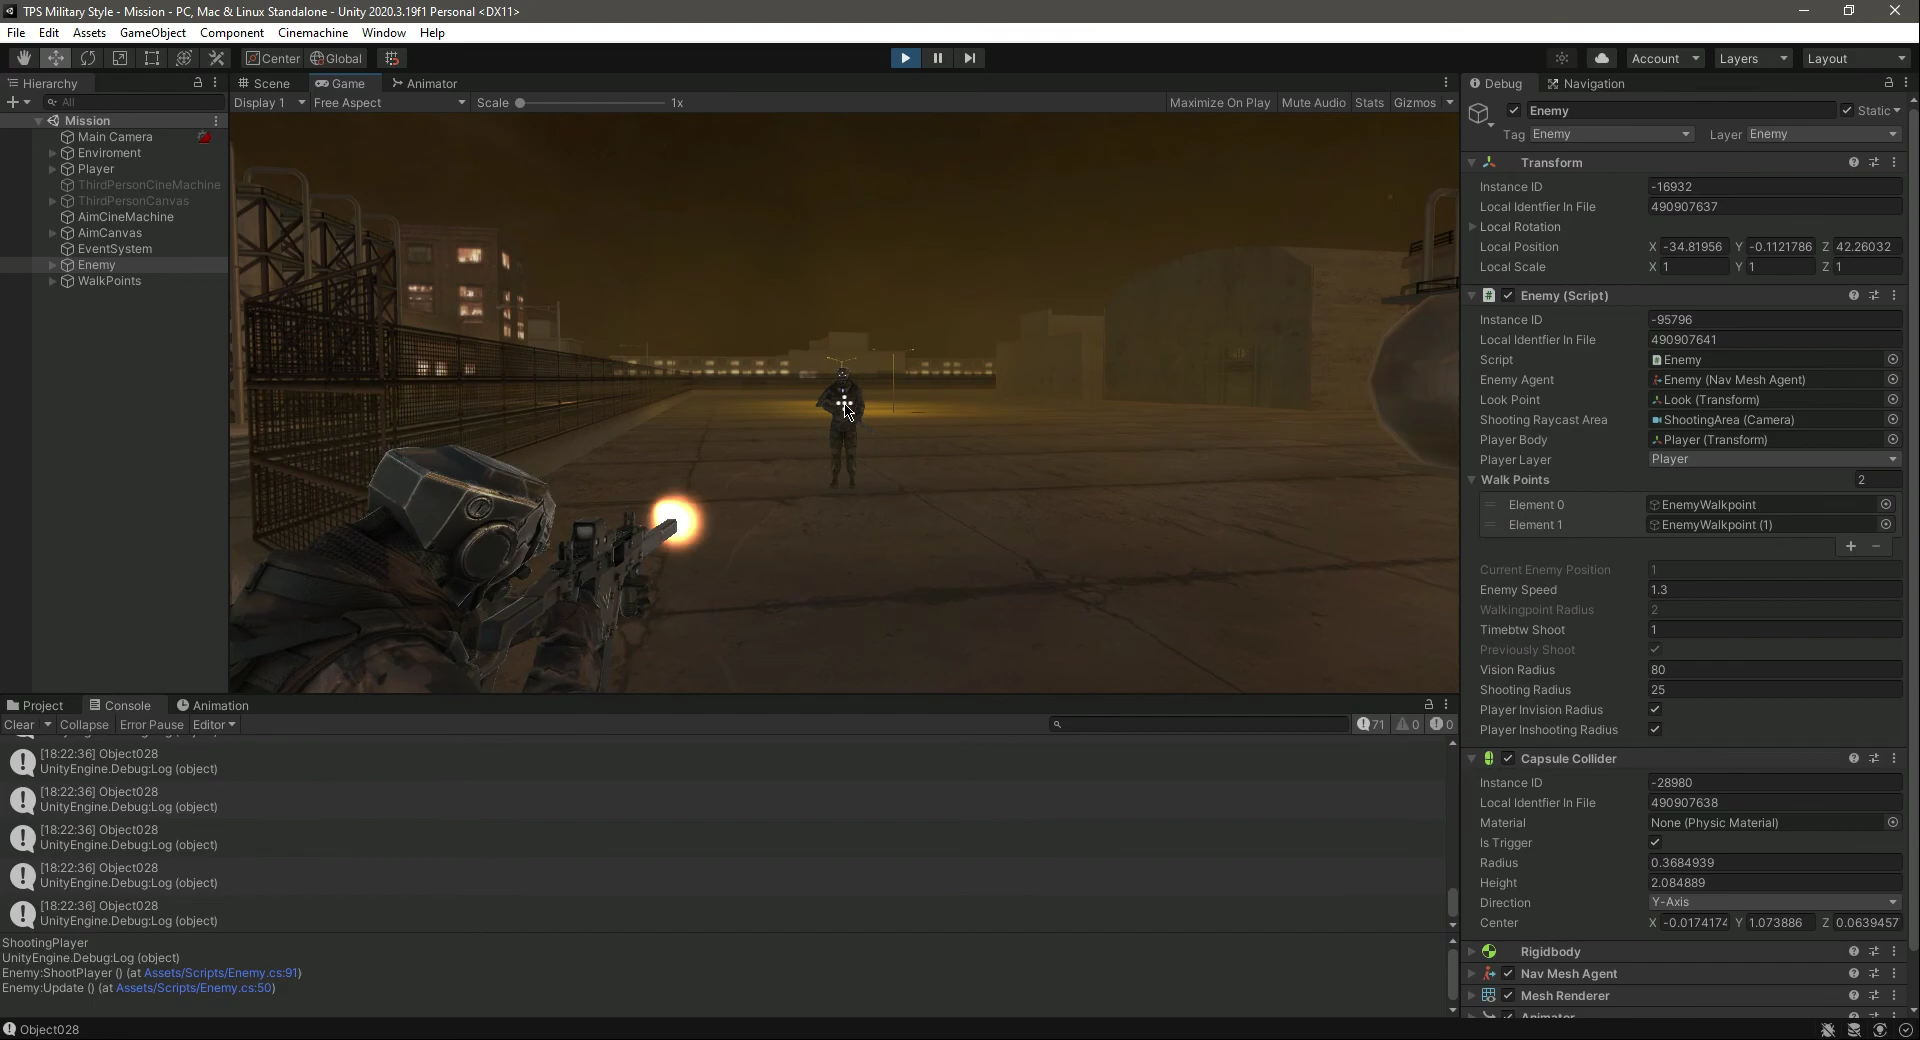 TPS Military Style - Mission - PC, Mac & Linux Standalone - Unity 2020.3.19f1 Personal <DX11>
File Edit Assets GameObject Component Cinemachine Window Help
Center Global Account Layers Layout
Hierarchy
All
Mission
Main Camera
Enviroment
Player
ThirdPersonCineMachine
ThirdPersonCanvas
AimCineMachine
AimCanvas
EventSystem
Enemy
WalkPoints
Scene Game Animator
Display 1 Free Aspect Scale 1x Maximize On Play Mute Audio Stats Gizmos
Debug Navigation
Enemy Static
Tag Enemy Layer Enemy
Transform
Instance ID -16932
Local Identfier In File 490907637
Local Rotation
Local Position X -34.81956 Y -0.1121786 Z 42.26032
Local Scale X 1 Y 1 Z 1
Enemy (Script)
Instance ID -95796
Local Identfier In File 490907641
Script Enemy
Enemy Agent Enemy (Nav Mesh Agent)
Look Point Look (Transform)
Shooting Raycast Area ShootingArea (Camera)
Player Body Player (Transform)
Player Layer Player
Walk Points 2
Element 0 EnemyWalkpoint
Element 1 EnemyWalkpoint (1)
Current Enemy Position 1
Enemy Speed 1.3
Walkingpoint Radius 2
Timebtw Shoot 1
Previously Shoot
Vision Radius 80
Shooting Radius 25
Player Invision Radius
Player Inshooting Radius
Capsule Collider
Instance ID -28980
Local Identfier In File 490907638
Material None (Physic Material)
Is Trigger
Radius 0.3684939
Height 2.084889
Direction Y-Axis
Center X -0.0174174 Y 1.073886 Z 0.0639457
Rigidbody
Nav Mesh Agent
Mesh Renderer
Animator
Project Console Animation
Clear Collapse Error Pause Editor 71 0 0
[18:22:36] Object028
UnityEngine.Debug:Log (object)
[18:22:36] Object028
UnityEngine.Debug:Log (object)
[18:22:36] Object028
UnityEngine.Debug:Log (object)
[18:22:36] Object028
UnityEngine.Debug:Log (object)
[18:22:36] Object028
UnityEngine.Debug:Log (object)
ShootingPlayer
UnityEngine.Debug:Log (object)
Enemy:ShootPlayer () (at Assets/Scripts/Enemy.cs:91)
Enemy:Update () (at Assets/Scripts/Enemy.cs:50)
Object028